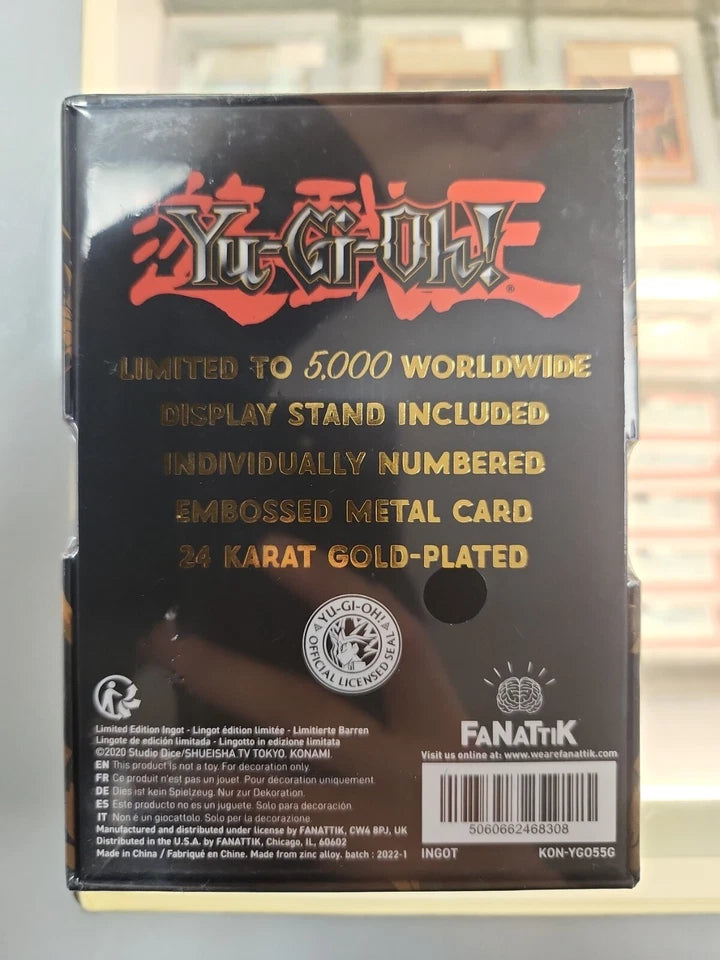 遊戯王
Yu-Gi-Oh!
®
LIMITED TO 5,000 WORLDWIDE
DISPLAY STAND INCLUDED
INDIVIDUALLY NUMBERED
EMBOSSED METAL CARD
24 KARAT GOLD-PLATED
YU-GI-OH!
OFFICIAL LICENSED SEAL
Limited Edition Ingot - Lingot édition limitée - Limitierte Barren
Lingote de edición limitada - Lingotto in edizione limitata
©2020 Studio Dice/SHUEISHA,TV TOKYO, KONAMI
EN This product is not a toy. For decoration only.
FR Ce produit n'est pas un jouet. Pour décoration uniquement.
DE Dies ist kein Spielzeug. Nur zur Dekoration.
ES Este producto no es un juguete. Solo para decoración
IT Non è un giocattolo. Solo per la decorazione
Manufactured and distributed under license by FANATTIK, CW4 8PJ, UK
Distributed in the U.S.A. by FANATTIK, Chicago, IL, 60602
Made in China / Fabriqué en Chine. Made from zinc alloy. batch : 2022-1
FANATTIK
Visit us online at: www.wearefanattik.com
5060662468308
INGOT KON-YGO55G